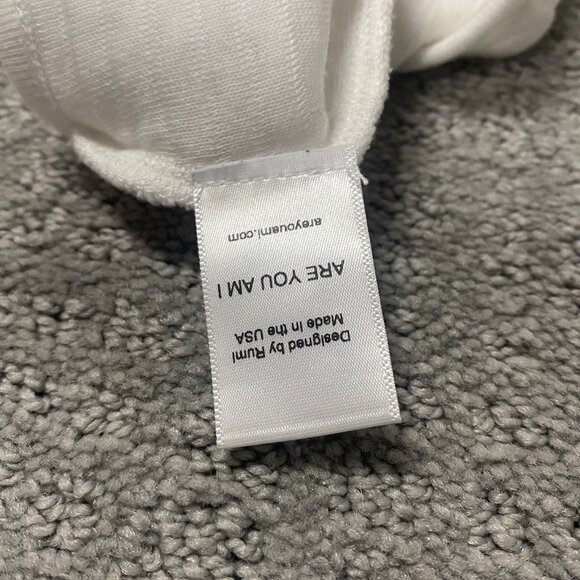 Designed by Rumi
Made in the USA
ARE YOU AM I
areyouami.com